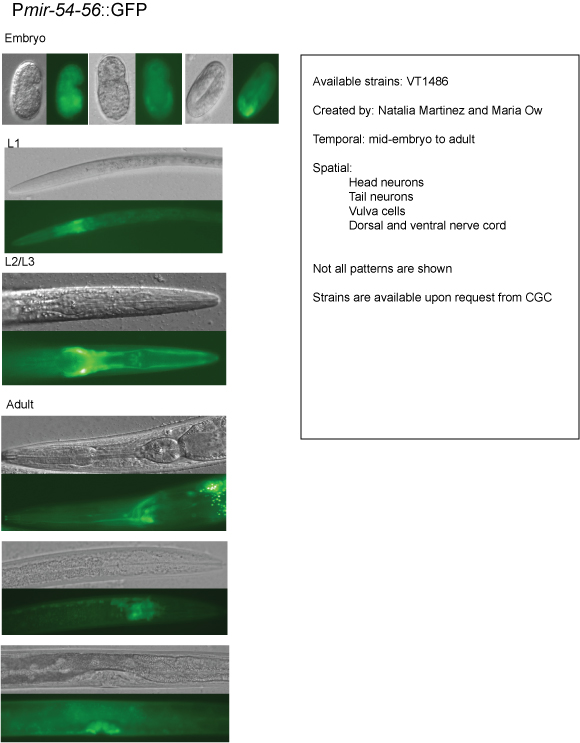 Pmir-54-56::GFP
Embryo
L1
L2/L3
Adult
Available strains: VT1486
Created by: Natalia Martinez and Maria Ow
Temporal: mid-embryo to adult
Spatial:
Head neurons
Tail neurons
Vulva cells
Dorsal and ventral nerve cord
Not all patterns are shown
Strains are available upon request from CGC